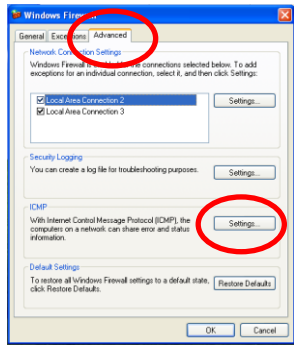 Windows Firewall
General Exceptions Advanced
Network Connection Settings
Windows Firewall is enabled for the connections selected below. To add
exceptions for an individual connection, select it, and then click Settings:
Local Area Connection 2
Local Area Connection 3
Settings...
Security Logging
You can create a log file for troubleshooting purposes.
Settings...
ICMP
With Internet Control Message Protocol (ICMP), the
computers on a network can share error and status
information.
Settings...
Default Settings
To restore all Windows Firewall settings to a default state,
click Restore Defaults.
Restore Defaults
OK Cancel